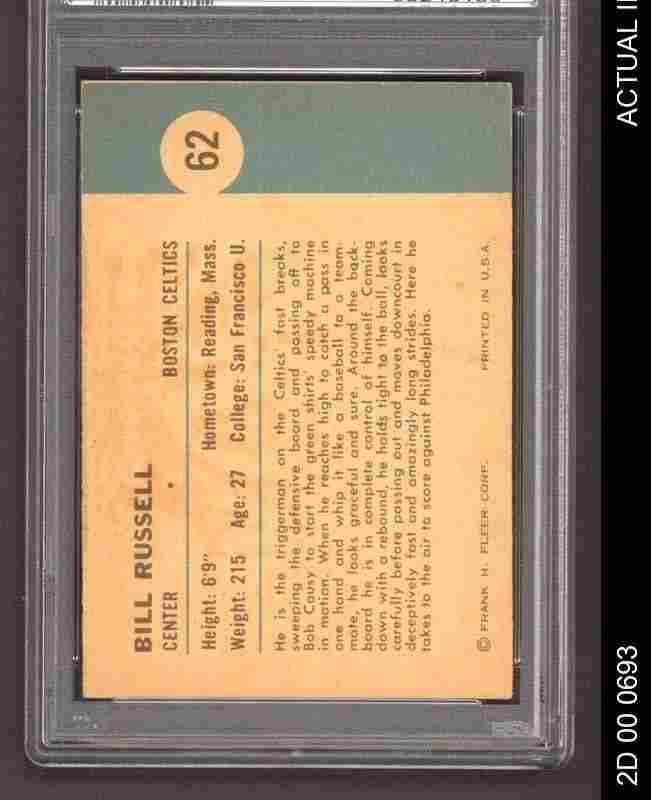 62
BILL RUSSELL
CENTER BOSTON CELTICS
Height: 6'9" Hometown: Reading, Mass.
Weight: 215 Age: 27 College: San Francisco U.
He is the triggerman on the Celtics' fast breaks,
sweeping the defensive board and passing off to
Bob Cousy to start the green shirts' speedy machine
in motion. When he reaches high to catch a pass in
one hand and whip it like a baseball to a team-
mate, he looks graceful and sure. Around the back-
board he is in complete control of himself. Coming
down with a rebound, he holds tight to the ball, looks
carefully before passing out and moves downcourt in
deceptively fast and amazingly long strides. Here he
takes to the air to score against Philadelphia.
© FRANK H. FLEER CORP. PRINTED IN U.S.A.
2D 00 0693 ACTUAL